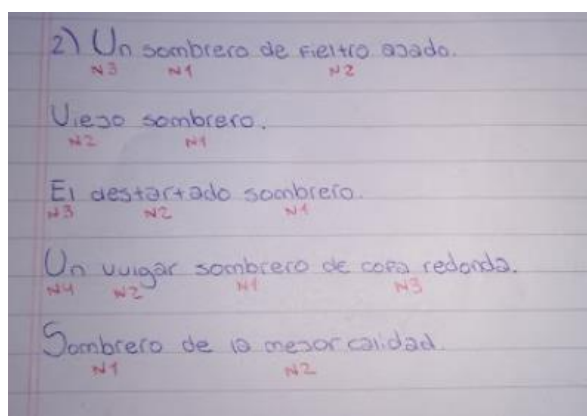 2) Un sombrero de fieltro ajado.
N3 N1 N2
Viejo sombrero.
N2 N1
El destartado sombrero.
N3 N2 N1
Un vulgar sombrero de copa redonda.
N4 N2 N1 N3
Sombrero de la mejor calidad.
N1 N2